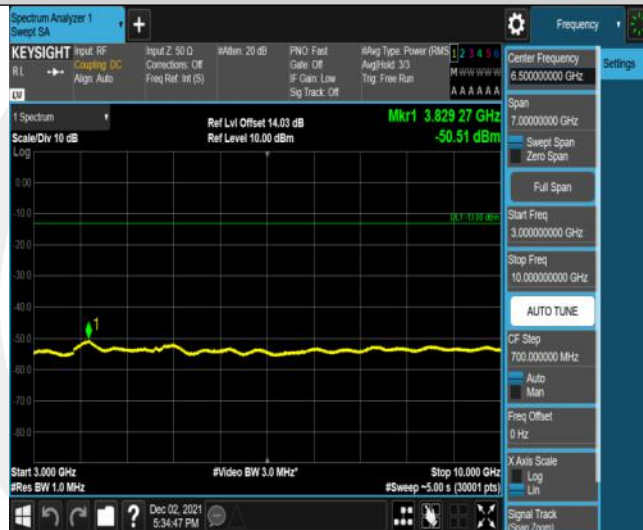 Spectrum Analyzer 1
Swept SA
Frequency
KEYSIGHT
RL
Input: RF
Coupling: DC
Align: Auto
Input Z: 50 Ω
Corrections: Off
Freq Ref: Int (S)
#Atten: 20 dB
PNO: Fast
Gate: Off
IF Gain: Low
Sig Track: Off
#Avg Type: Power (RMS
Avg|Hold: 3/3
Trig: Free Run
1 2 3 4 5 6
M W W W W W
A A A A A A
1 Spectrum
Scale/Div 10 dB
Log
Ref Lvl Offset 14.03 dB
Ref Level 10.00 dBm
Mkr1 3.829 27 GHz
-50.51 dBm
0.00
-10.0
DL1 -13.00 dBm
-20.0
-30.0
-40.0
1
-50.0
-60.0
-70.0
-80.0
Start 3.000 GHz
#Res BW 1.0 MHz
#Video BW 3.0 MHz*
Stop 10.000 GHz
#Sweep ~5.00 s (30001 pts)
Dec 02, 2021
5:34:47 PM
Center Frequency
6.500000000 GHz
Settings
Span
7.00000000 GHz
Swept Span
Zero Span
Full Span
Start Freq
3.000000000 GHz
Stop Freq
10.000000000 GHz
AUTO TUNE
CF Step
700.000000 MHz
Auto
Man
Freq Offset
0 Hz
X Axis Scale
Log
Lin
Signal Track
(Span Zoom)